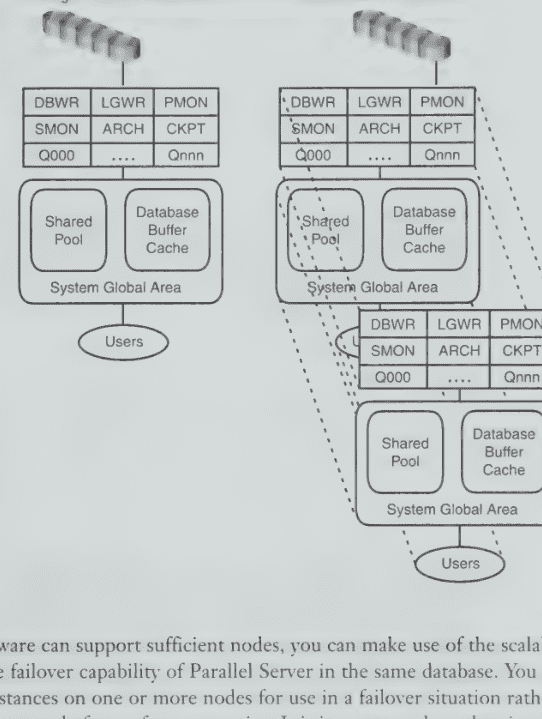 DBWR LGWR PMON
SMON ARCH CKPT
Q000 .... Qnnn
Shared
Pool
Database
Buffer
Cache
System Global Area
Users
DBWR LGWR PMON
SMON ARCH CKPT
Q000 .... Qnnn
Shared
Pool
Database
Buffer
Cache
System Global Area
DBWR LGWR PMON
SMON ARCH CKPT
Q000 .... Qnnn
Shared
Pool
Database
Buffer
Cache
System Global Area
Users
ware can support sufficient nodes, you can make use of the scalab
e failover capability of Parallel Server in the same database. You
stances on one or more nodes for use in a failover situation rath